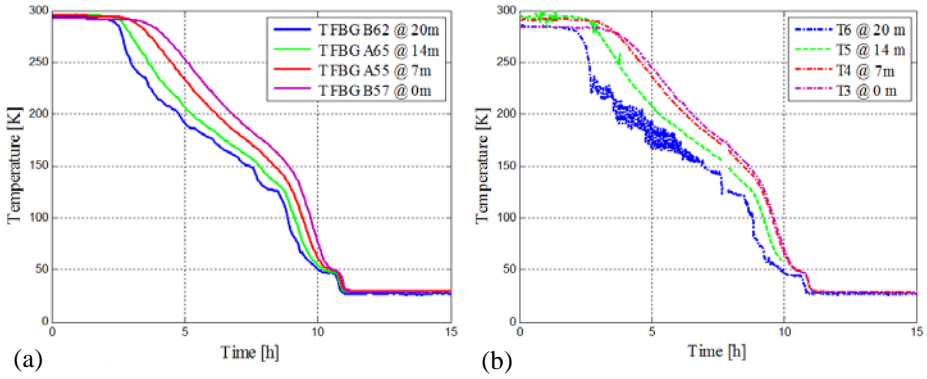 300
250
200
150
100
50
0
Temperature [K]
0
5
10
15
Time [h]
TFBG B62 @ 20m
TFBG A65 @ 14m
TFBG A55 @ 7m
TFBG B57 @ 0m
(a)
300
250
200
150
100
50
0
Temperature [K]
0
5
10
15
Time [h]
T6 @ 20 m
T5 @ 14 m
T4 @ 7m
T3 @ 0 m
(b)